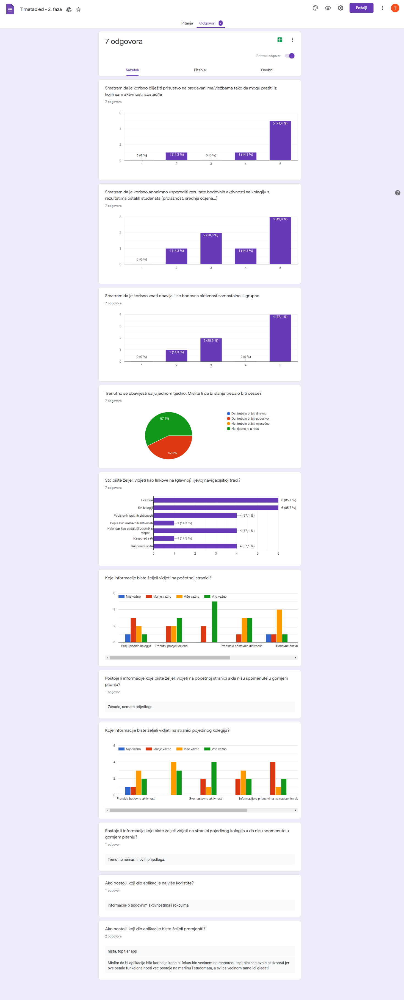 Timetabled - 2. faza
Pošalji
T
Pitanja
Odgovori 7
7 odgovora
Prihvati odgovor
Sažetak
Pitanje
Osobni
Smatram da je korisno bilježiti prisustvo na predavanjima/vježbama tako da mogu pratiti iz
kojih sam aktivnosti izostao/la
7 odgovora
6
4
2
0
0 (0 %)
1 (14,3 %)
0 (0 %)
1 (14,3 %)
5 (71,4 %)
1
2
3
4
5
Smatram da je korisno anonimno usporediti rezultate bodovnih aktivnosti na kolegiju s
rezultatima ostalih studenata (prolaznost, srednja ocjena...)
7 odgovora
3
2
1
0
0 (0 %)
1 (14,3 %)
2 (28,6 %)
1 (14,3 %)
3 (42,9 %)
1
2
3
4
5
Smatram da je korisno znati obavlja li se bodovna aktivnost samostalno ili grupno
7 odgovora
4
3
2
1
0
0 (0 %)
1 (14,3 %)
2 (28,6 %)
0 (0 %)
4 (57,1 %)
1
2
3
4
5
Trenutno se obavijesti šalju jednom tjedno. Mislite li da bi slanje trebalo biti češće?
7 odgovora
57,1%
42,9%
Da, trebalo bi biti dnevno
Da, trebalo bi biti podesivo
Ne, trebalo bi biti mjesečno
Ne, tjedno je u redu
Što biste željeli vidjeti kao linkove na (glavnoj) lijevoj navigacijskoj traci?
7 odgovora
Početna
6 (85,7 %)
Svi kolegiji
6 (85,7 %)
Popis svih ispitnih aktivnosti
4 (57,1 %)
Popis svih nastavnih aktivnosti
1 (14,3 %)
Kalendar kao padajući izbornik s
raspor...
4 (57,1 %)
Raspored sati
1 (14,3 %)
Raspored ispita
4 (57,1 %)
0
1
2
3
4
5
6
Koje informacije biste željeli vidjeti na početnoj stranici?
6
4
2
0
Nije važno
Manje važno
Više važno
Vrlo važno
Broj upisanih kolegija
Trenutni prosjek ocjena
Preostalo nastavnih aktivnosti
Bodovne aktivn
Postoje li informacije koje biste željeli vidjeti na početnoj stranici a da nisu spomenute u gornjem
pitanju?
1 odgovor
Zasada, nemam prijedloga
Koje informacije biste željeli vidjeti na stranici pojedinog kolegija?
6
4
2
0
Nije važno
Manje važno
Više važno
Vrlo važno
Protekle bodovne aktivnosti
Sve nastavne aktivnosti
Informacije o prisustvima na nastavnim ak
Postoje li informacije koje biste željeli vidjeti na stranici pojedinog kolegija a da nisu spomenute u
gornjem pitanju?
1 odgovor
Trenutno nemam novih prijedloga.
Ako postoji, koji dio aplikacije najviše koristite?
1 odgovor
informacije o bodovnim aktivnostima i rokovima
Ako postoji, koji dio aplikacije biste željeli promjeniti?
2 odgovora
nista, top tier app
Mislim da bi aplikacija bila korisnija kada bi fokus bio vecinom na rasporedu ispitnih/nastavnih aktivnosti jer
ove ostale funkcionalnosti vec postoje na marlinu i studomatu, a svi ce vecinom tamo ici gledati